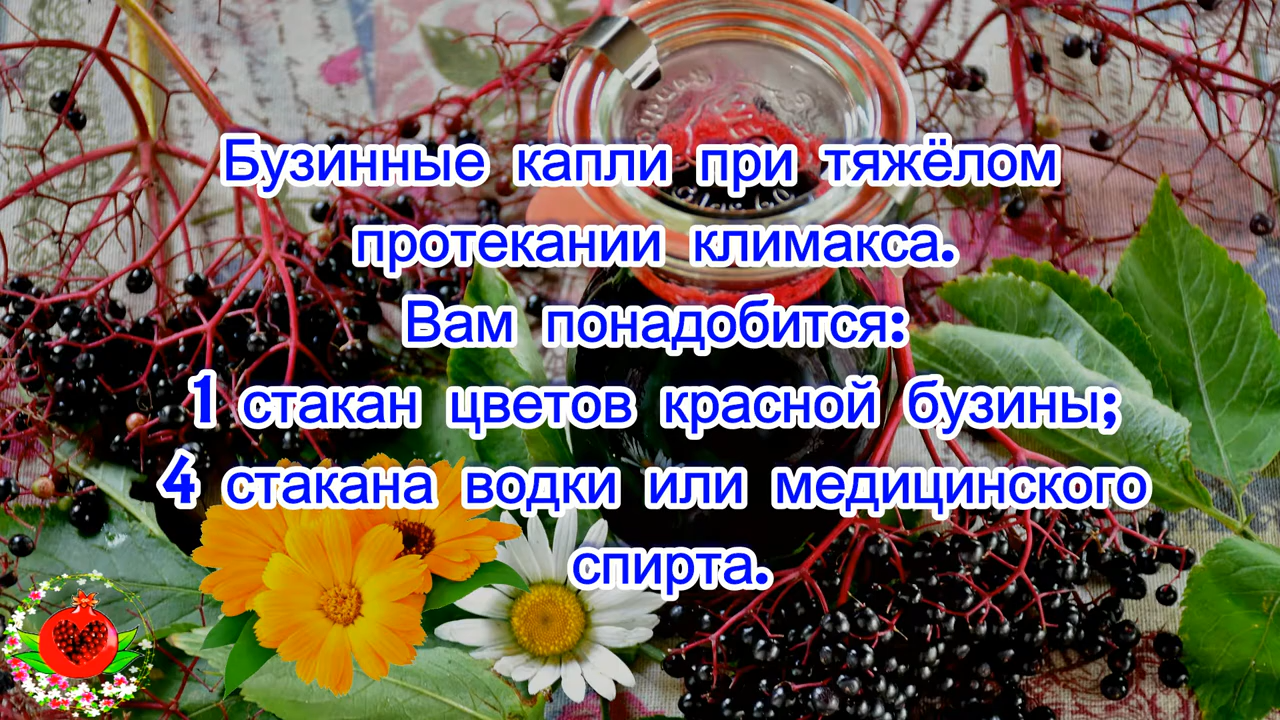 Бузинные капли при тяжёлом
протекании климакса.
Вам понадобится:
1 стакан цветов красной бузины;
4 стакана водки или медицинского
спирта.